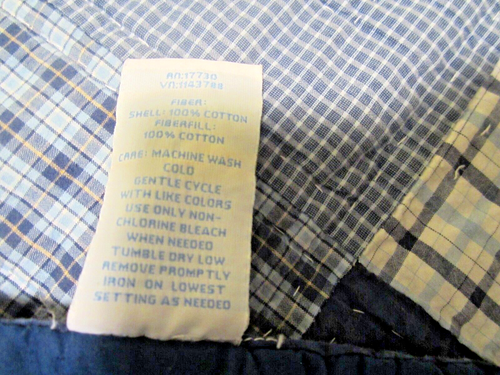 RN:17730
VN:1143788
FIBER:
SHELL: 100% COTTON
FIBERFILL:
100% COTTON
CARE: MACHINE WASH
COLD
GENTLE CYCLE
WITH LIKE COLORS
USE ONLY NON-
CHLORINE BLEACH
WHEN NEEDED
TUMBLE DRY LOW
REMOVE PROMPTLY
IRON ON LOWEST
SETTING AS NEEDED